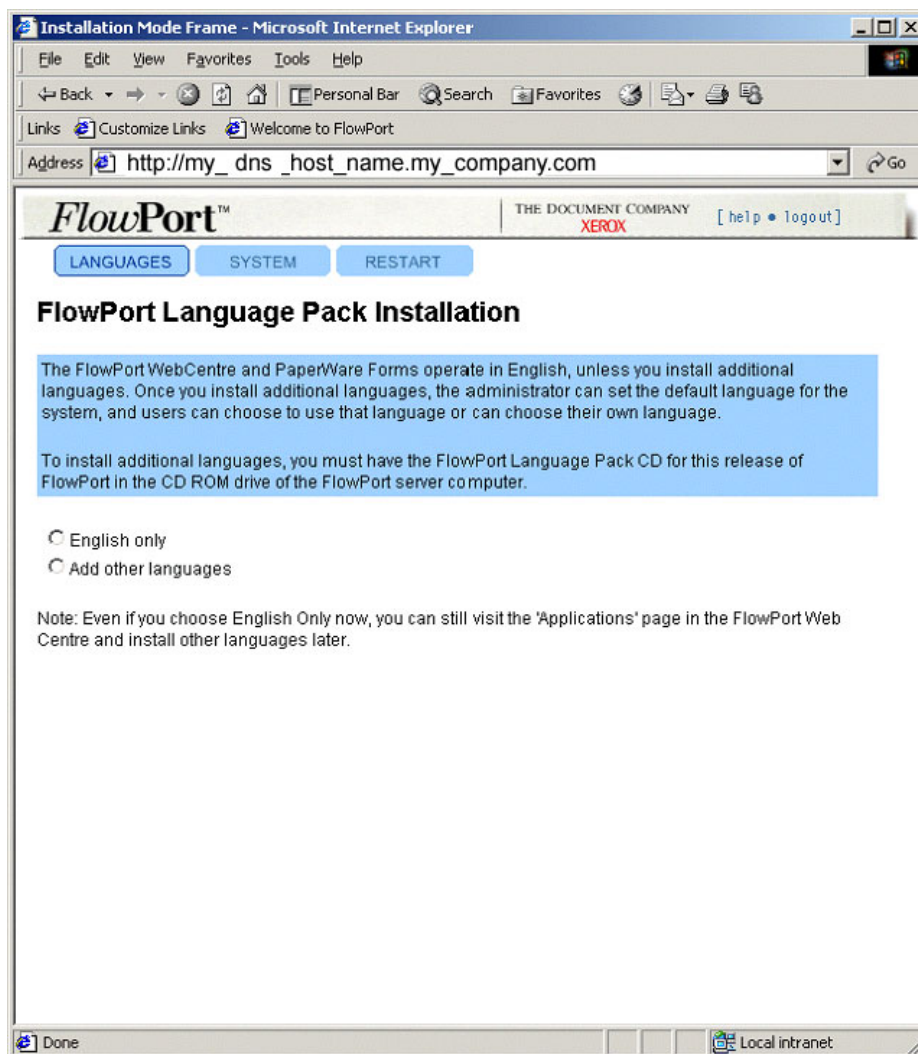 Installation Mode Frame - Microsoft Internet Explorer
File Edit View Favorites Tools Help
Back Personal Bar Search Favorites
Links Customize Links Welcome to FlowPort
Address http://my_ dns _host_name.my_company.com Go
FlowPort™ THE DOCUMENT COMPANY XEROX [ help • logout ]
LANGUAGES SYSTEM RESTART
FlowPort Language Pack Installation
The FlowPort WebCentre and PaperWare Forms operate in English, unless you install additional
languages. Once you install additional languages, the administrator can set the default language for the
system, and users can choose to use that language or can choose their own language.
To install additional languages, you must have the FlowPort Language Pack CD for this release of
FlowPort in the CD ROM drive of the FlowPort server computer.
English only
Add other languages
Note: Even if you choose English Only now, you can still visit the 'Applications' page in the FlowPort Web
Centre and install other languages later.
Done Local intranet